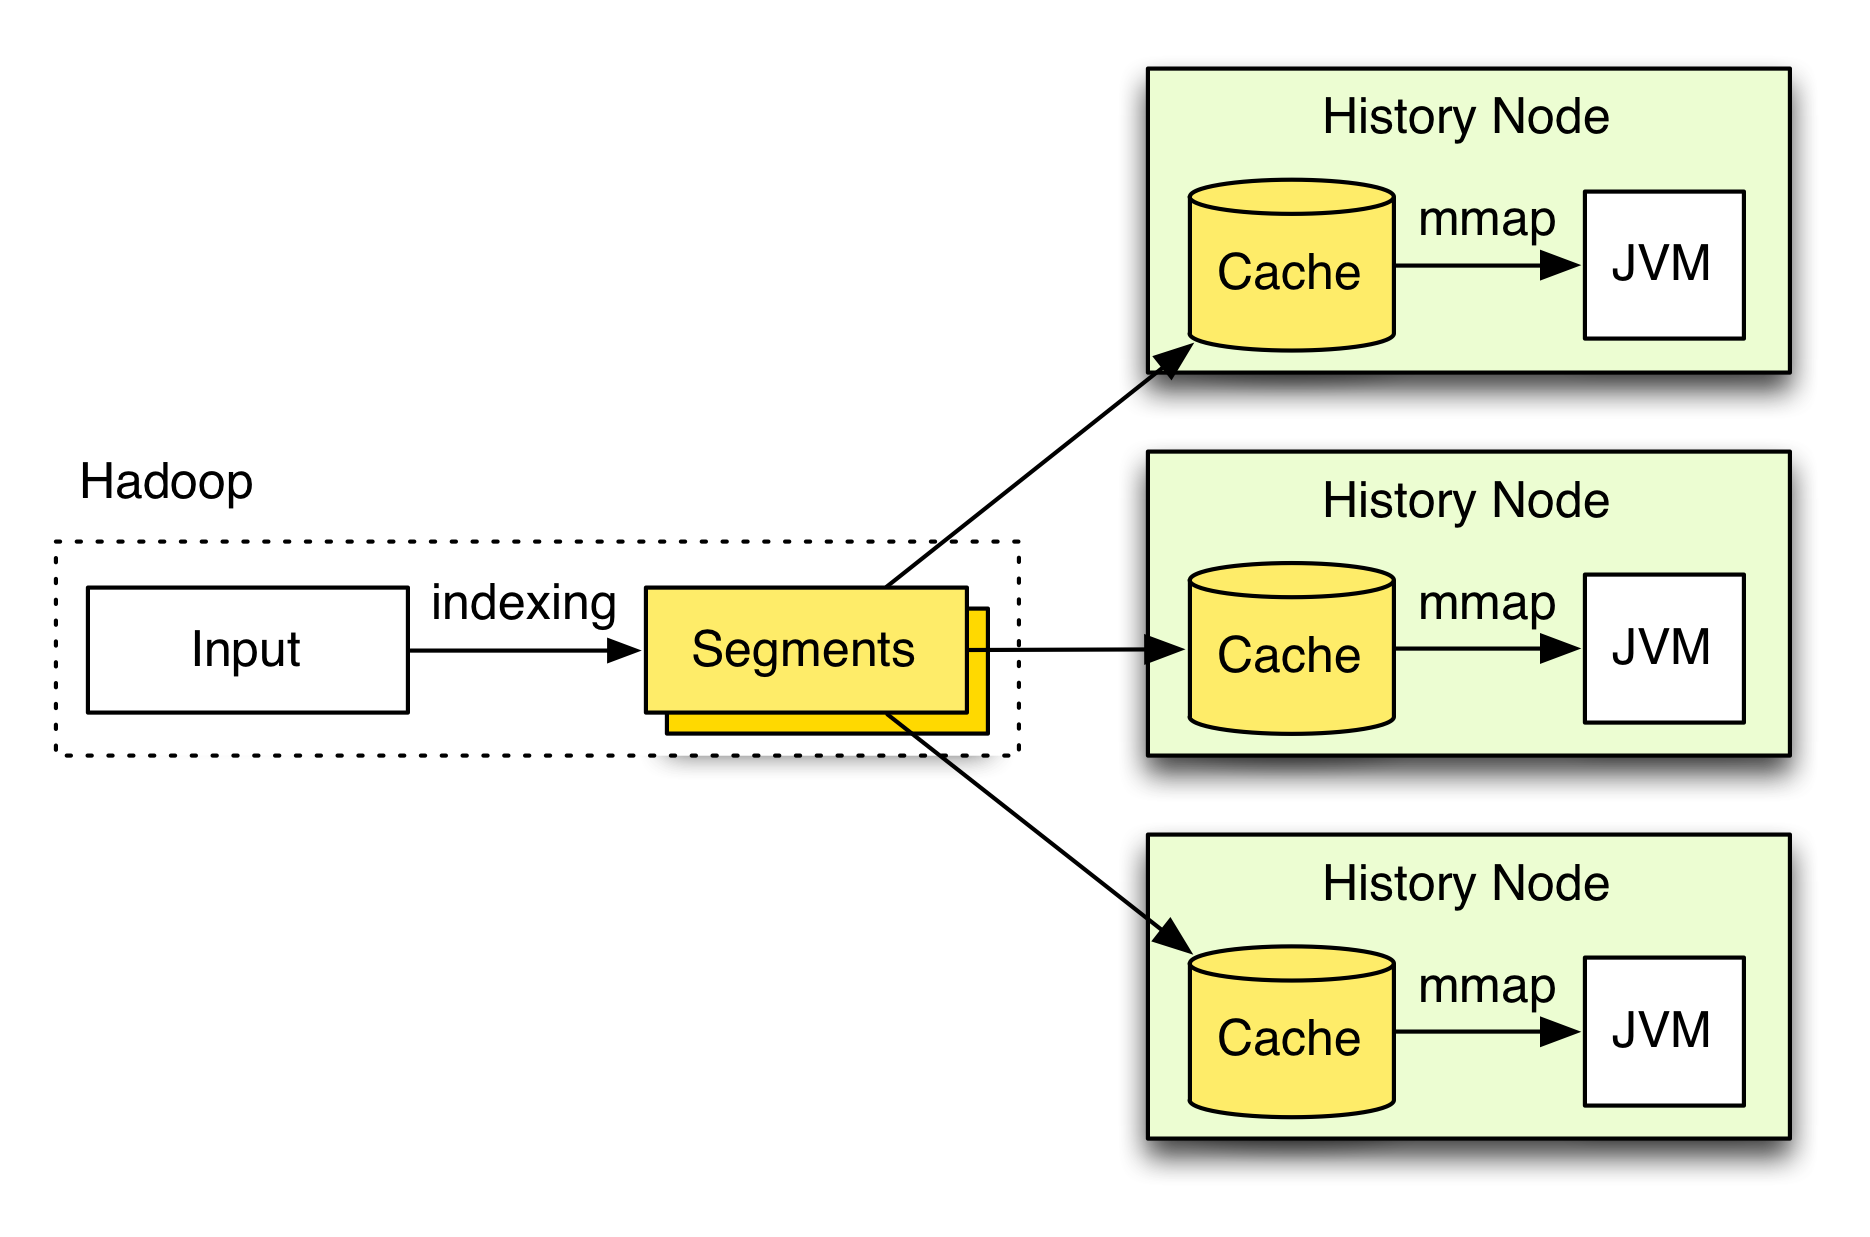 Hadoop
Input
indexing
Segments
History Node
Cache
mmap
JVM
History Node
Cache
mmap
JVM
History Node
Cache
mmap
JVM